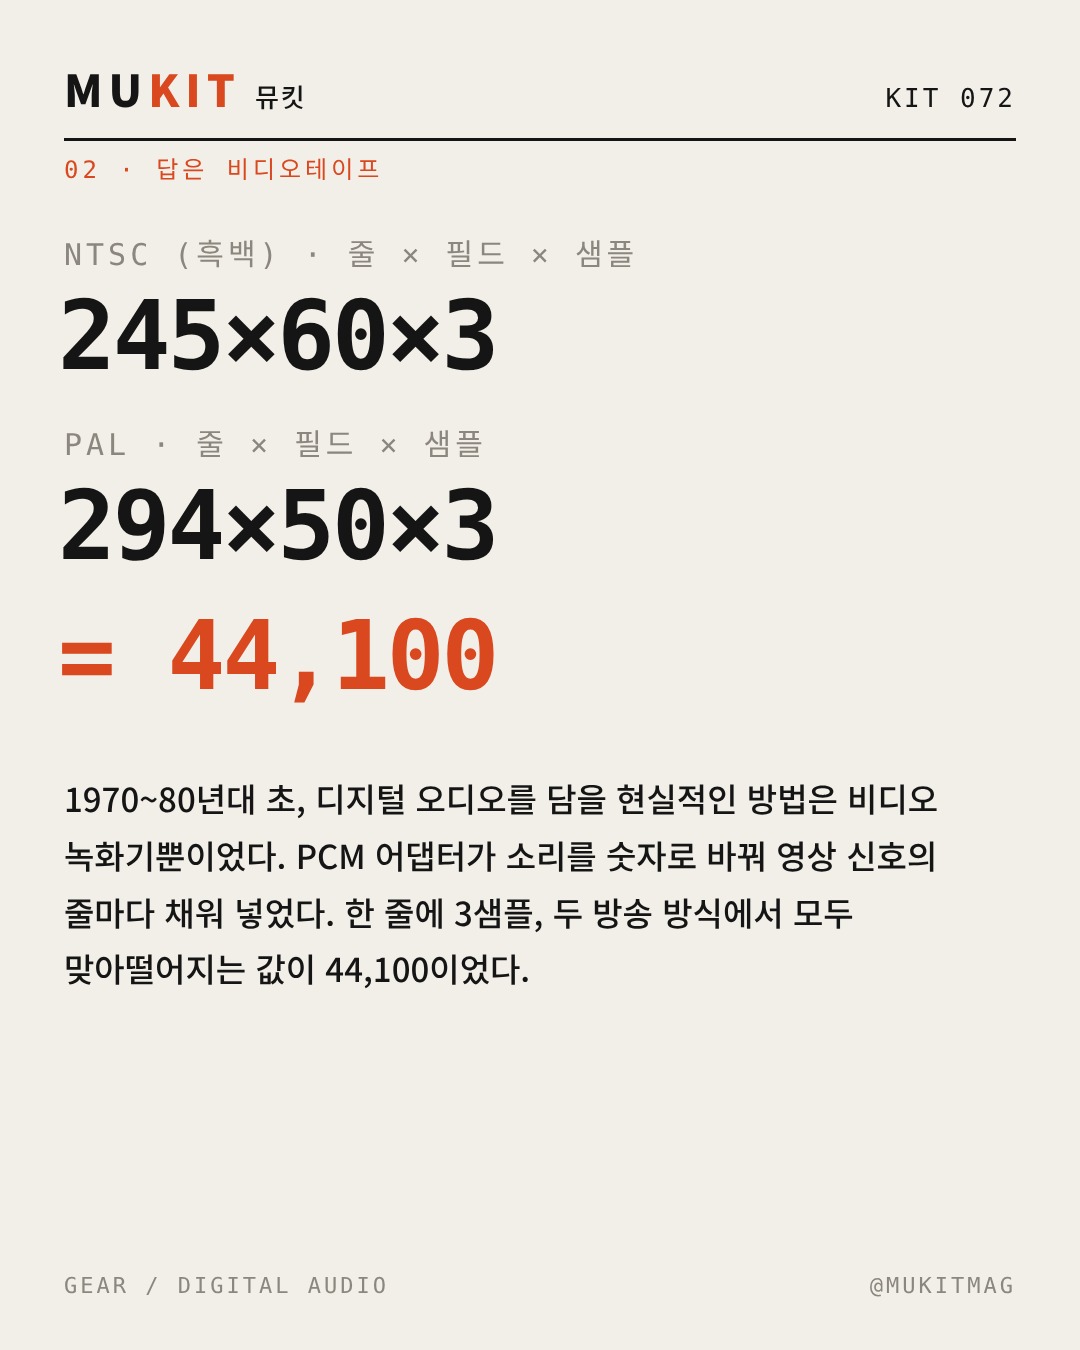 MUKIT 뮤킷
KIT 072
02 · 답은 비디오테이프
NTSC (흑백) · 줄 × 필드 × 샘플
245×60×3
PAL · 줄 × 필드 × 샘플
294×50×3
= 44,100
1970~80년대 초, 디지털 오디오를 담을 현실적인 방법은 비디오
녹화기뿐이었다. PCM 어댑터가 소리를 숫자로 바꿔 영상 신호의
줄마다 채워 넣었다. 한 줄에 3샘플, 두 방송 방식에서 모두
맞아떨어지는 값이 44,100이었다.
GEAR / DIGITAL AUDIO
@MUKITMAG